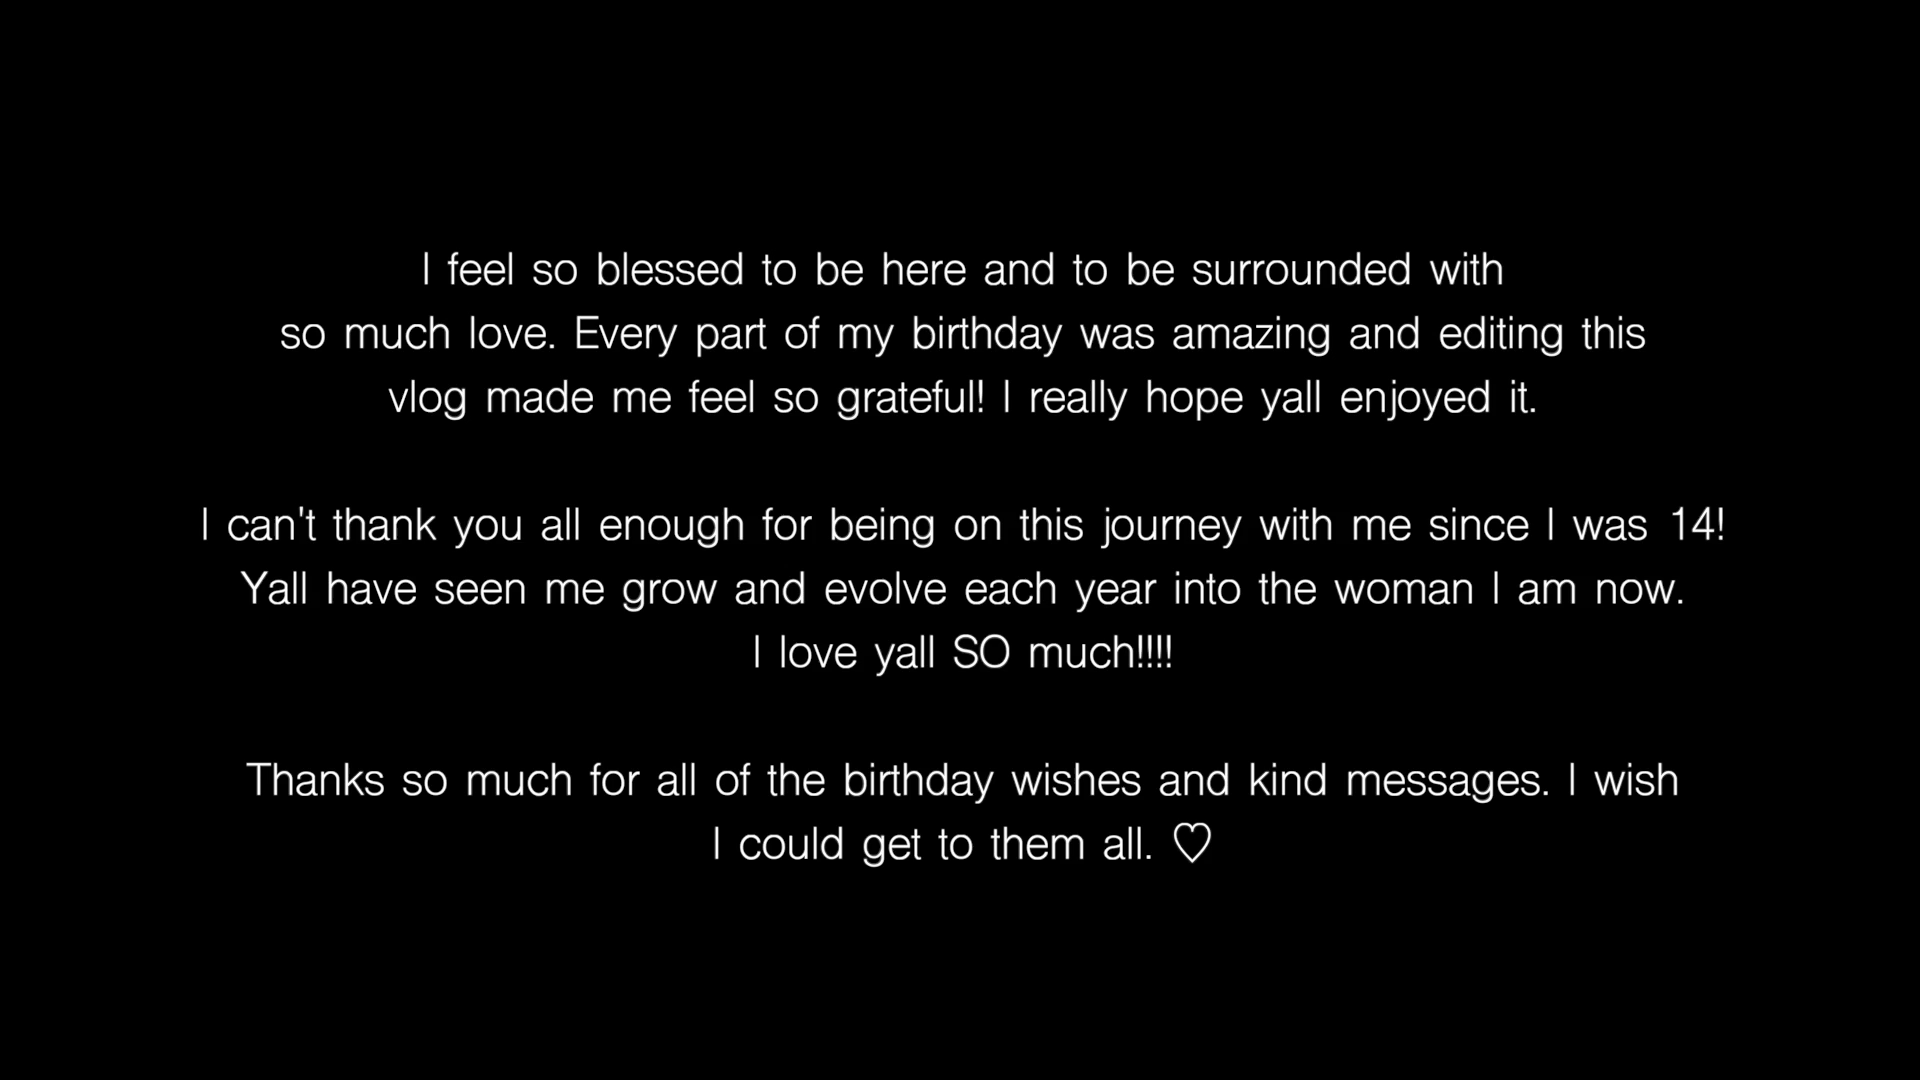 I feel so blessed to be here and to be surrounded with
so much love. Every part of my birthday was amazing and editing this
vlog made me feel so grateful! I really hope yall enjoyed it.
I can't thank you all enough for being on this journey with me since I was 14!
Yall have seen me grow and evolve each year into the woman I am now.
I love yall SO much!!!!
Thanks so much for all of the birthday wishes and kind messages. I wish
I could get to them all. ♡